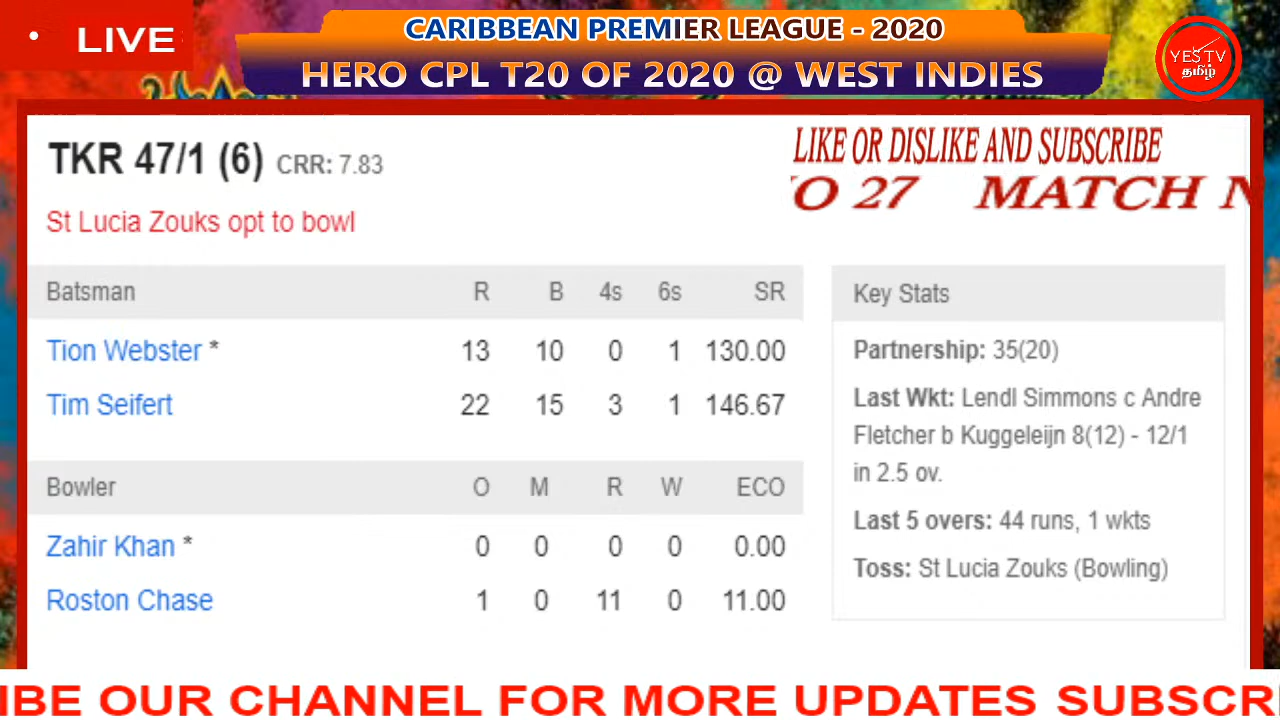 • LIVE
CARIBBEAN PREMIER LEAGUE - 2020
HERO CPL T20 OF 2020 @ WEST INDIES
YESTV
தமிழ்
TKR 47/1 (6) CRR: 7.83
LIKE OR DISLIKE AND SUBSCRIBE
O 27 MATCH N
St Lucia Zouks opt to bowl
Batsman R B 4s 6s SR
Tion Webster * 13 10 0 1 130.00
Tim Seifert 22 15 3 1 146.67
Bowler O M R W ECO
Zahir Khan * 0 0 0 0 0.00
Roston Chase 1 0 11 0 11.00
Key Stats
Partnership: 35(20)
Last Wkt: Lendl Simmons c Andre
Fletcher b Kuggeleijn 8(12) - 12/1
in 2.5 ov.
Last 5 overs: 44 runs, 1 wkts
Toss: St Lucia Zouks (Bowling)
IBE OUR CHANNEL FOR MORE UPDATES SUBSCR